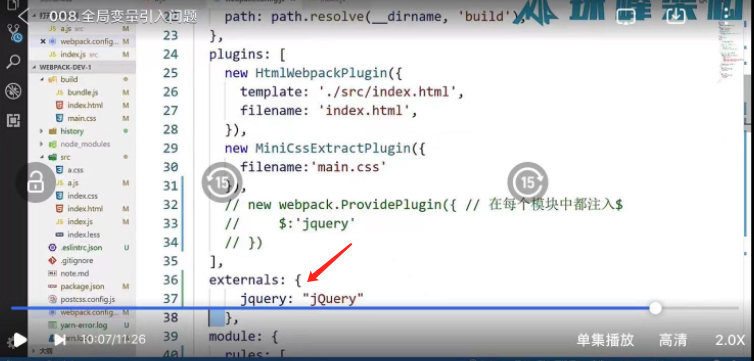 008.全局变量引入问题
a.js src M
webpack.config... M
index.js src M
WEBPACK-DEV-1
build
bundle.js M
index.html M
main.css M
history
node_modules
src
a.css
a.js M
index.css M
index.html M
index.js M
index.less
.eslintrc.json U
.gitignore
note.md
package.json M
postcss.config.js
webpack.config... M
yarn-error.log U
22 path: path.resolve(__dirname, 'build'),
23 },
24 plugins: [
25 new HtmlWebpackPlugin({
26 template: './src/index.html',
27 filename: 'index.html',
28 }),
29 new MiniCssExtractPlugin({
30 filename:'main.css'
31 }),
32 // new webpack.ProvidePlugin({ // 在每个模块中都注入$
33 // $:'jquery'
34 // })
35 ],
36 externals: {
37 jquery: "jQuery"
38 },
39 module: {
40 rules: [
15
15
10:07/11:26
单集播放
高清
2.0X